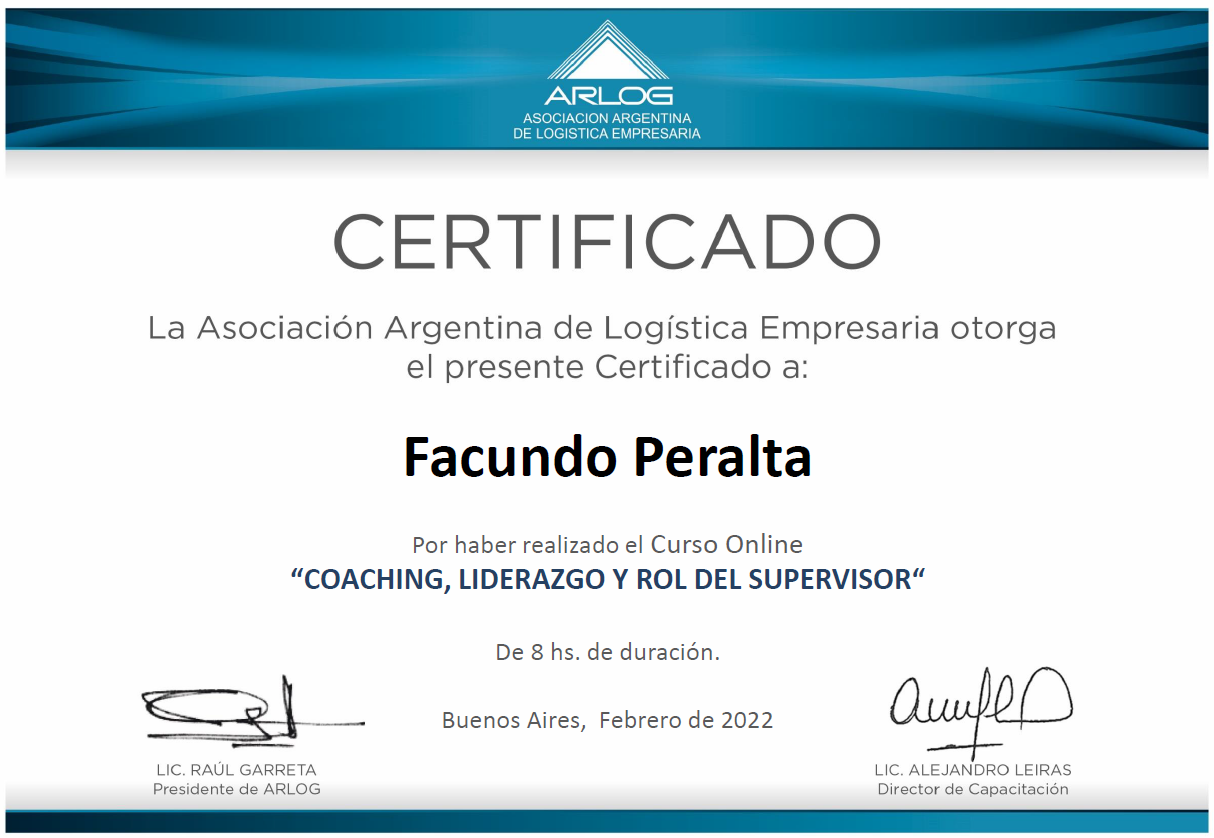 ARLOG
ASOCIACION ARGENTINA
DE LOGISTICA EMPRESARIA
CERTIFICADO
La Asociación Argentina de Logística Empresaria otorga
el presente Certificado a:
Facundo Peralta
Por haber realizado el Curso Online
“COACHING, LIDERAZGO Y ROL DEL SUPERVISOR“
De 8 hs. de duración.
Buenos Aires,  Febrero de 2022
LIC. RAÚL GARRETA
Presidente de ARLOG
LIC. ALEJANDRO LEIRAS
Director de Capacitación